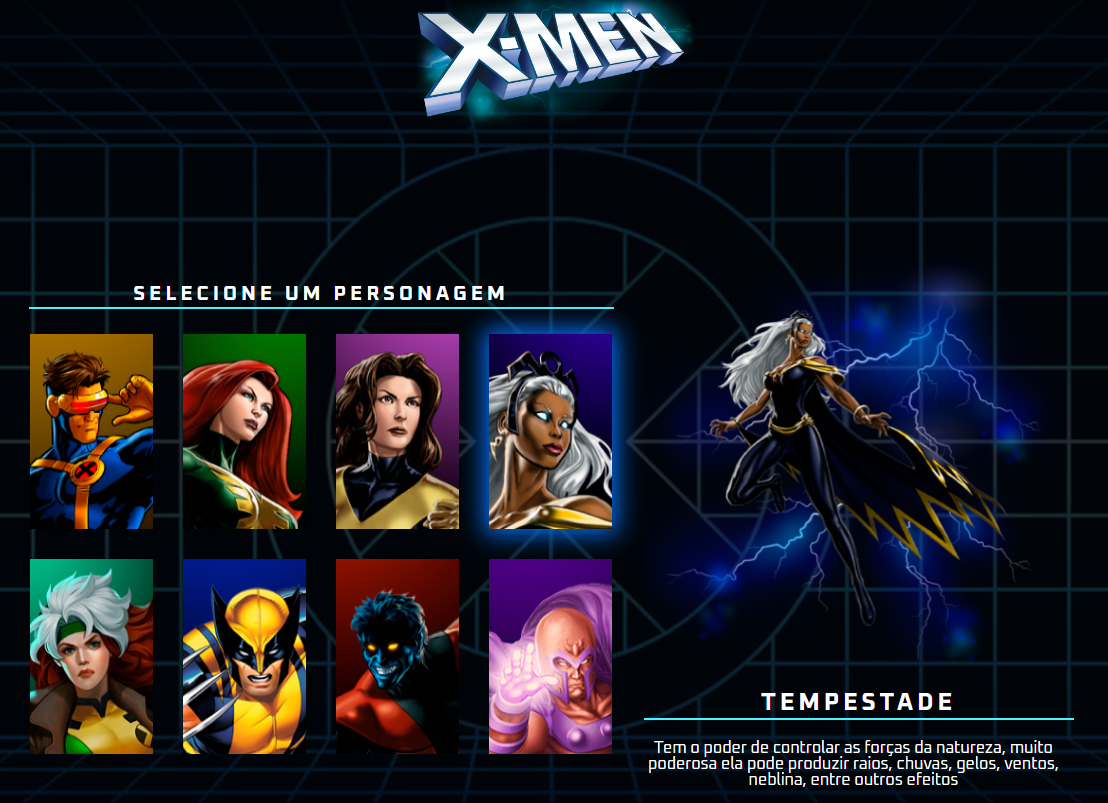 X-MEN
SELECIONE UM PERSONAGEM
TEMPESTADE
Tem o poder de controlar as forças da natureza, muito
poderosa ela pode produzir raios, chuvas, gelos, ventos,
neblina, entre outros efeitos